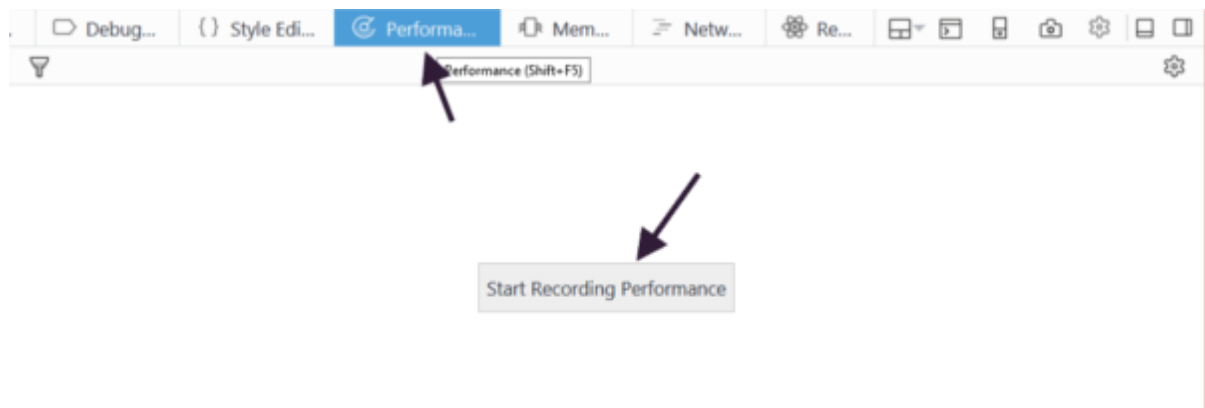 Debug... { } Style Edi... Performa... Mem... Netw... Re...
Performance (Shift+F5)
Start Recording Performance